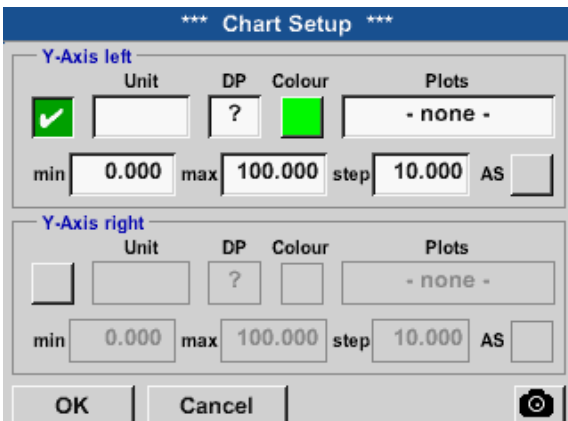 *** Chart Setup ***
Y-Axis left
Unit DP Colour Plots
? - none -
min 0.000 max 100.000 step 10.000 AS
Y-Axis right
Unit DP Colour Plots
? - none -
min 0.000 max 100.000 step 10.000 AS
OK Cancel